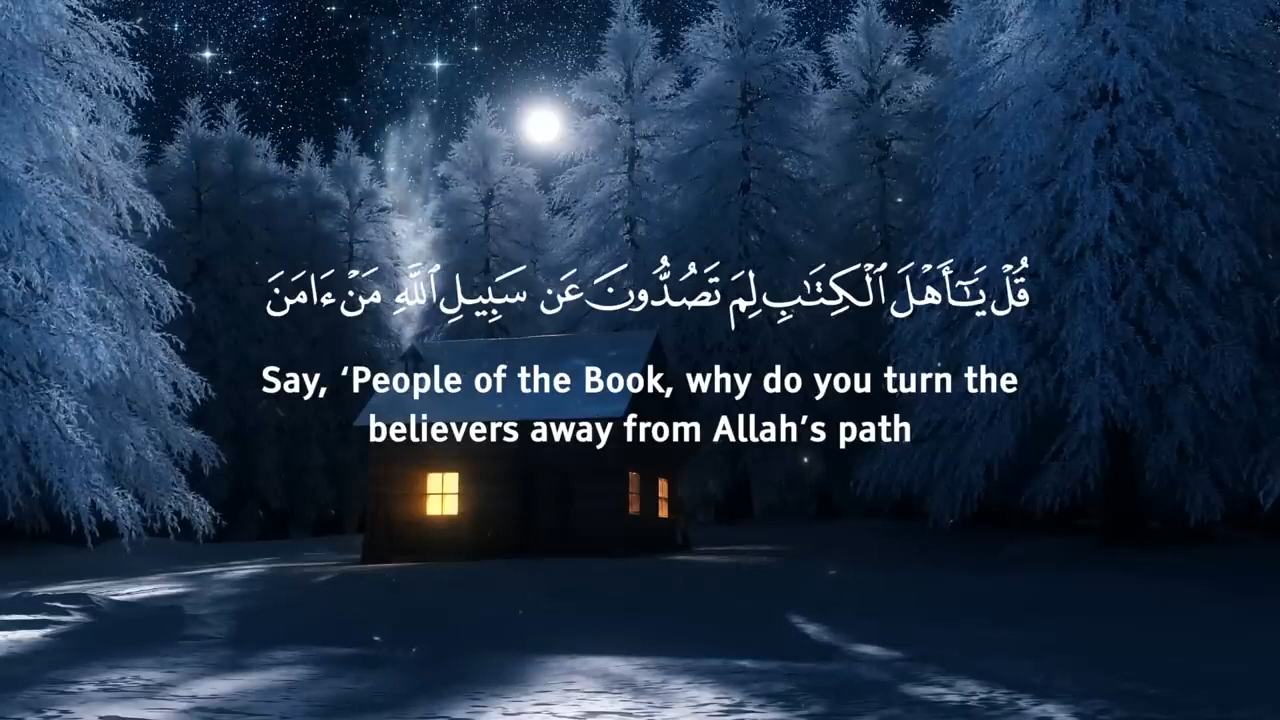 قُلْ يَـٰٓأَهْلَ ٱلْكِتَـٰبِ لِمَ تَصُدُّونَ عَن سَبِيلِ ٱللَّهِ مَنْ ءَامَنَ
Say, ‘People of the Book, why do you turn the
believers away from Allah’s path